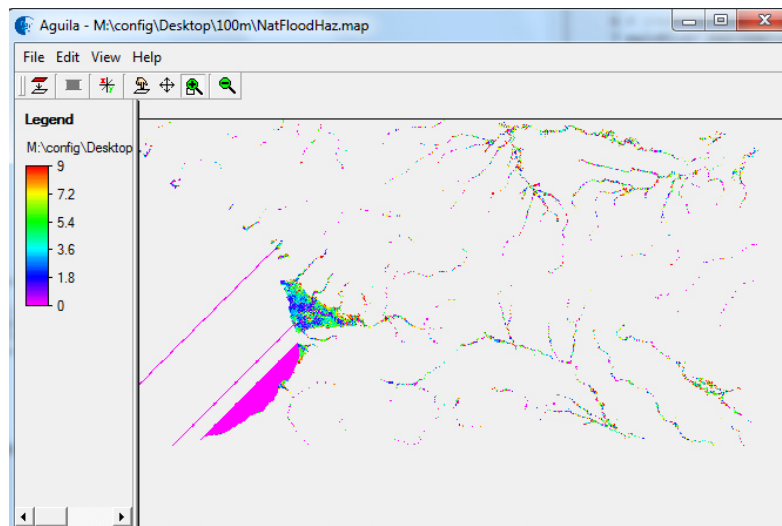 Aguila - M:\config\Desktop\100m\NatFloodHaz.map
File Edit View Help
Legend
M:\config\Desktop
9
7.2
5.4
3.6
1.8
0